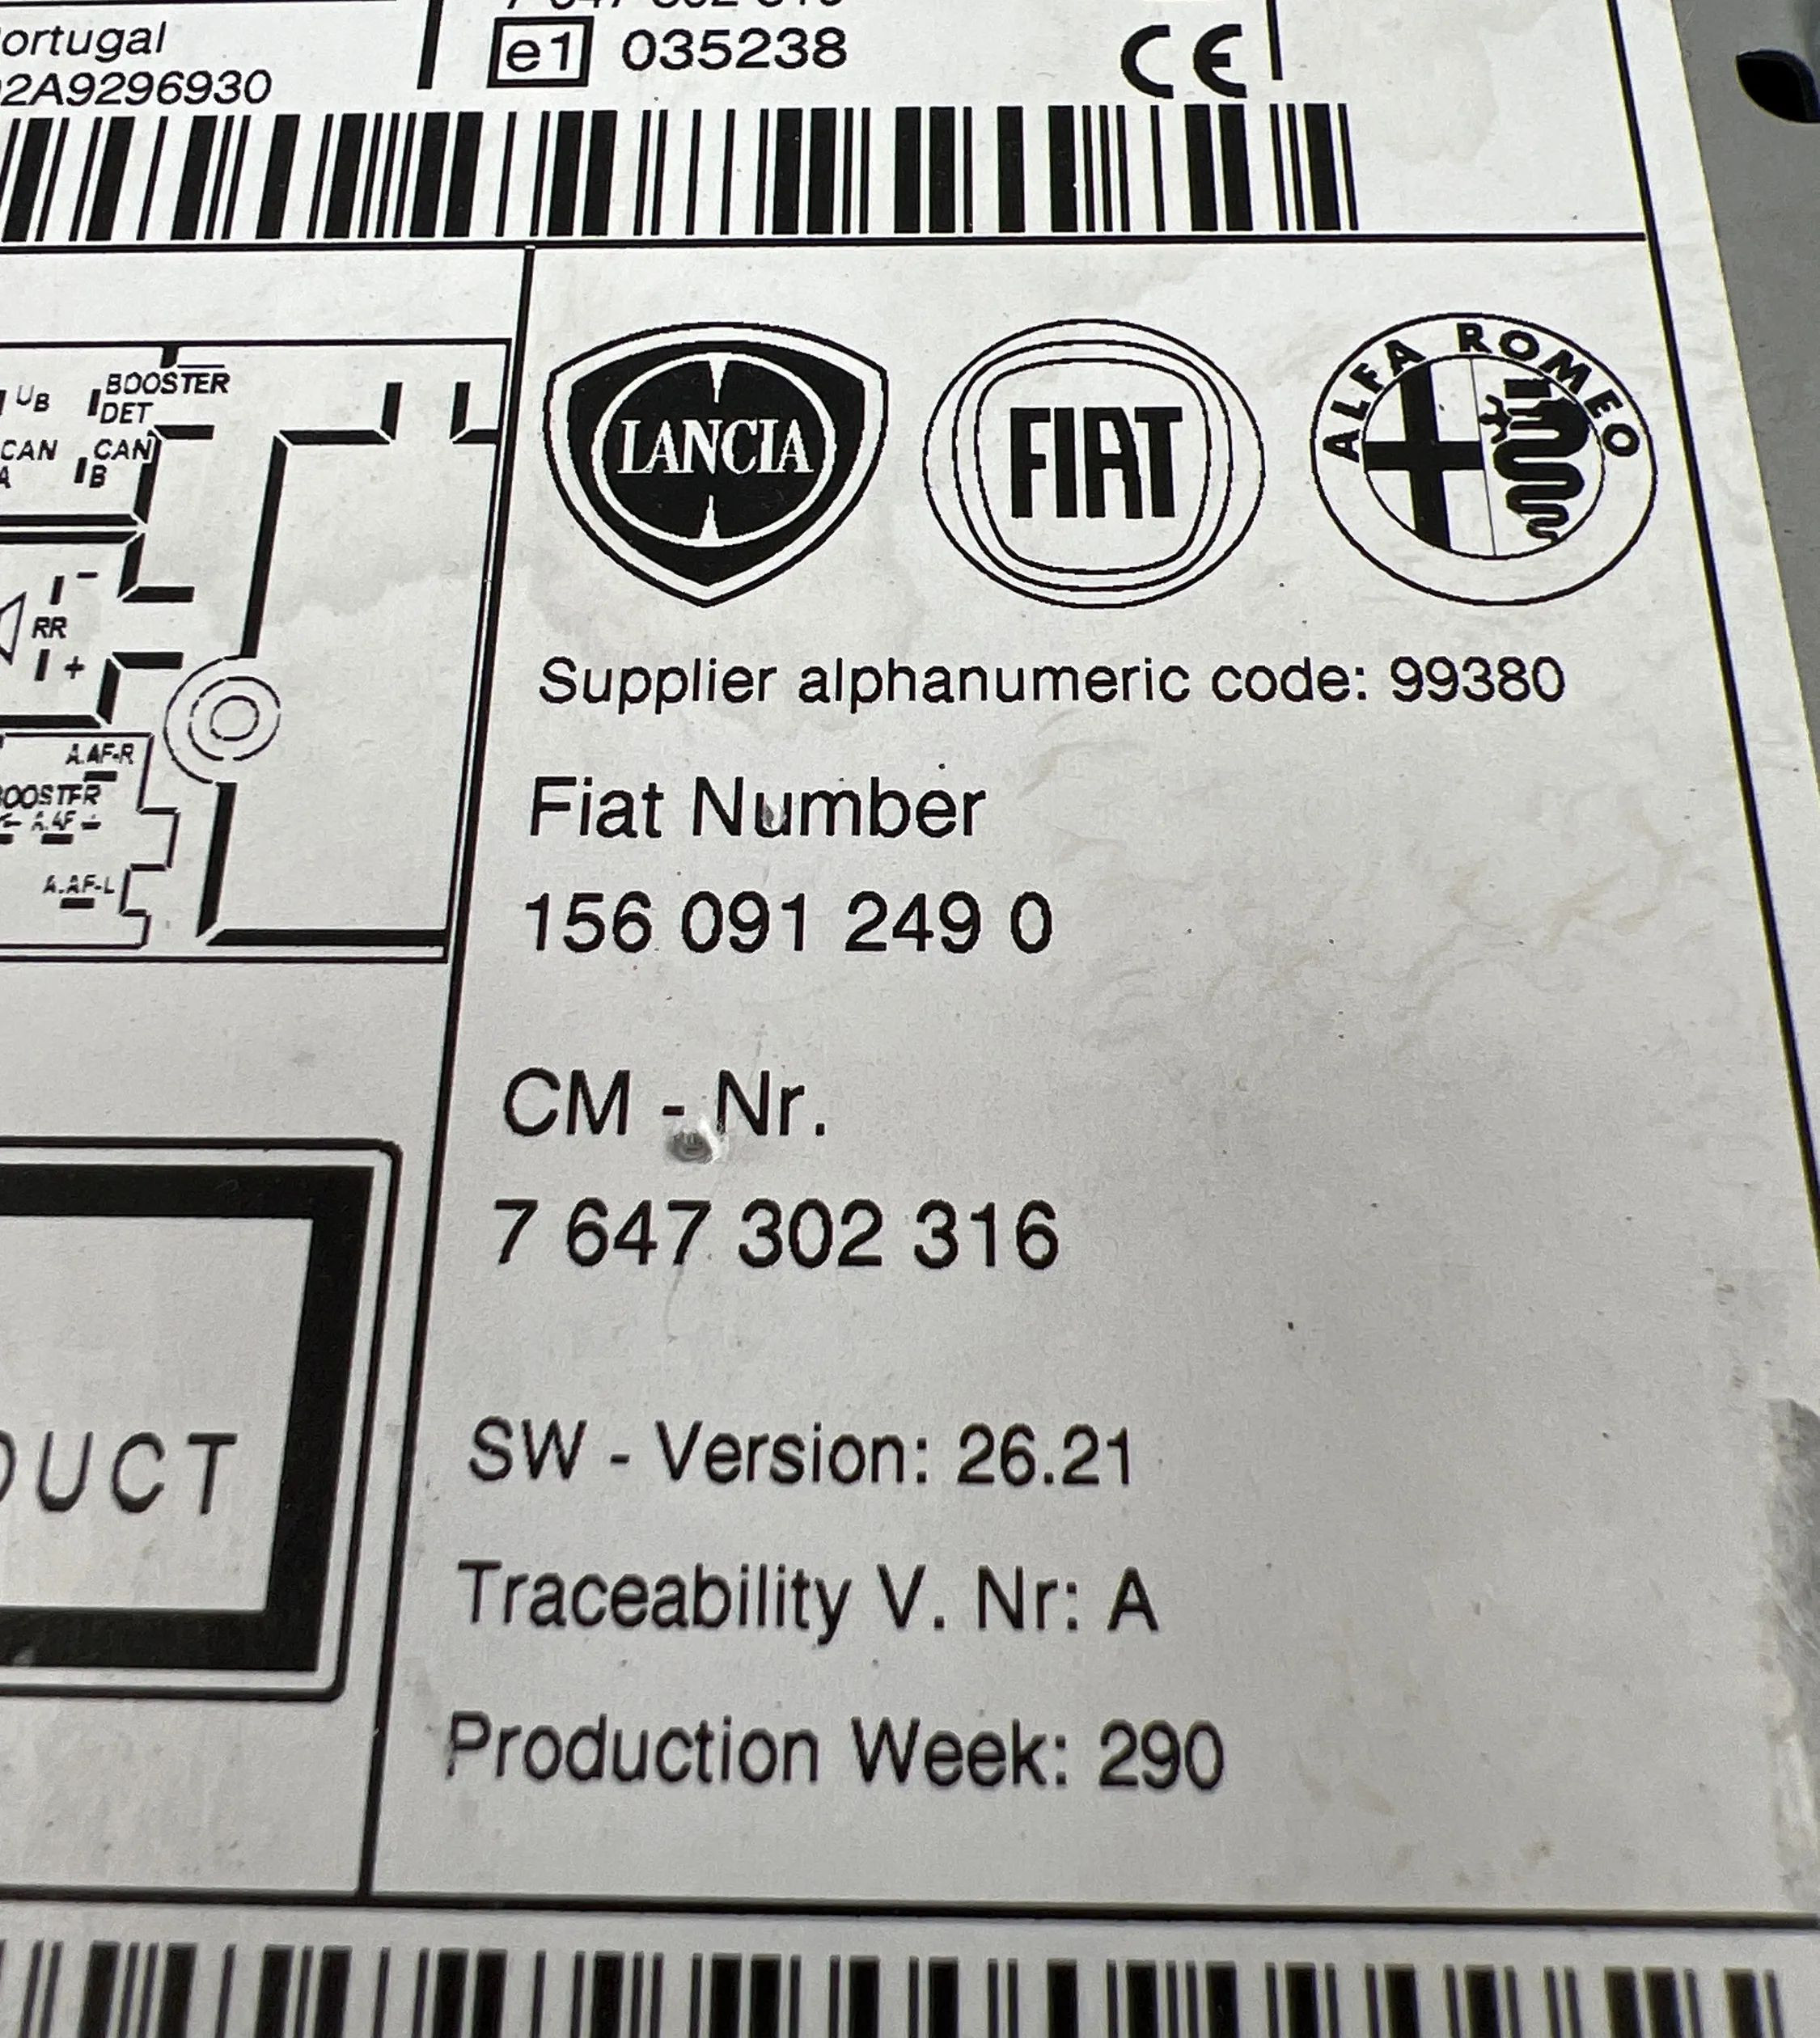 ortugal
2A9296930
e1 035238
CE
UB
BOOSTER
DET
CAN
A
CAN
B
-
RR
+
A.AF-R
OOSTER
- A.AF +
A.AF-L
LANCIA
FIAT
ALFA ROMEO
Supplier alphanumeric code: 99380
Fiat Number
156 091 249 0
CM - Nr.
7 647 302 316
SW - Version: 26.21
Traceability V. Nr: A
Production Week: 290
DUCT